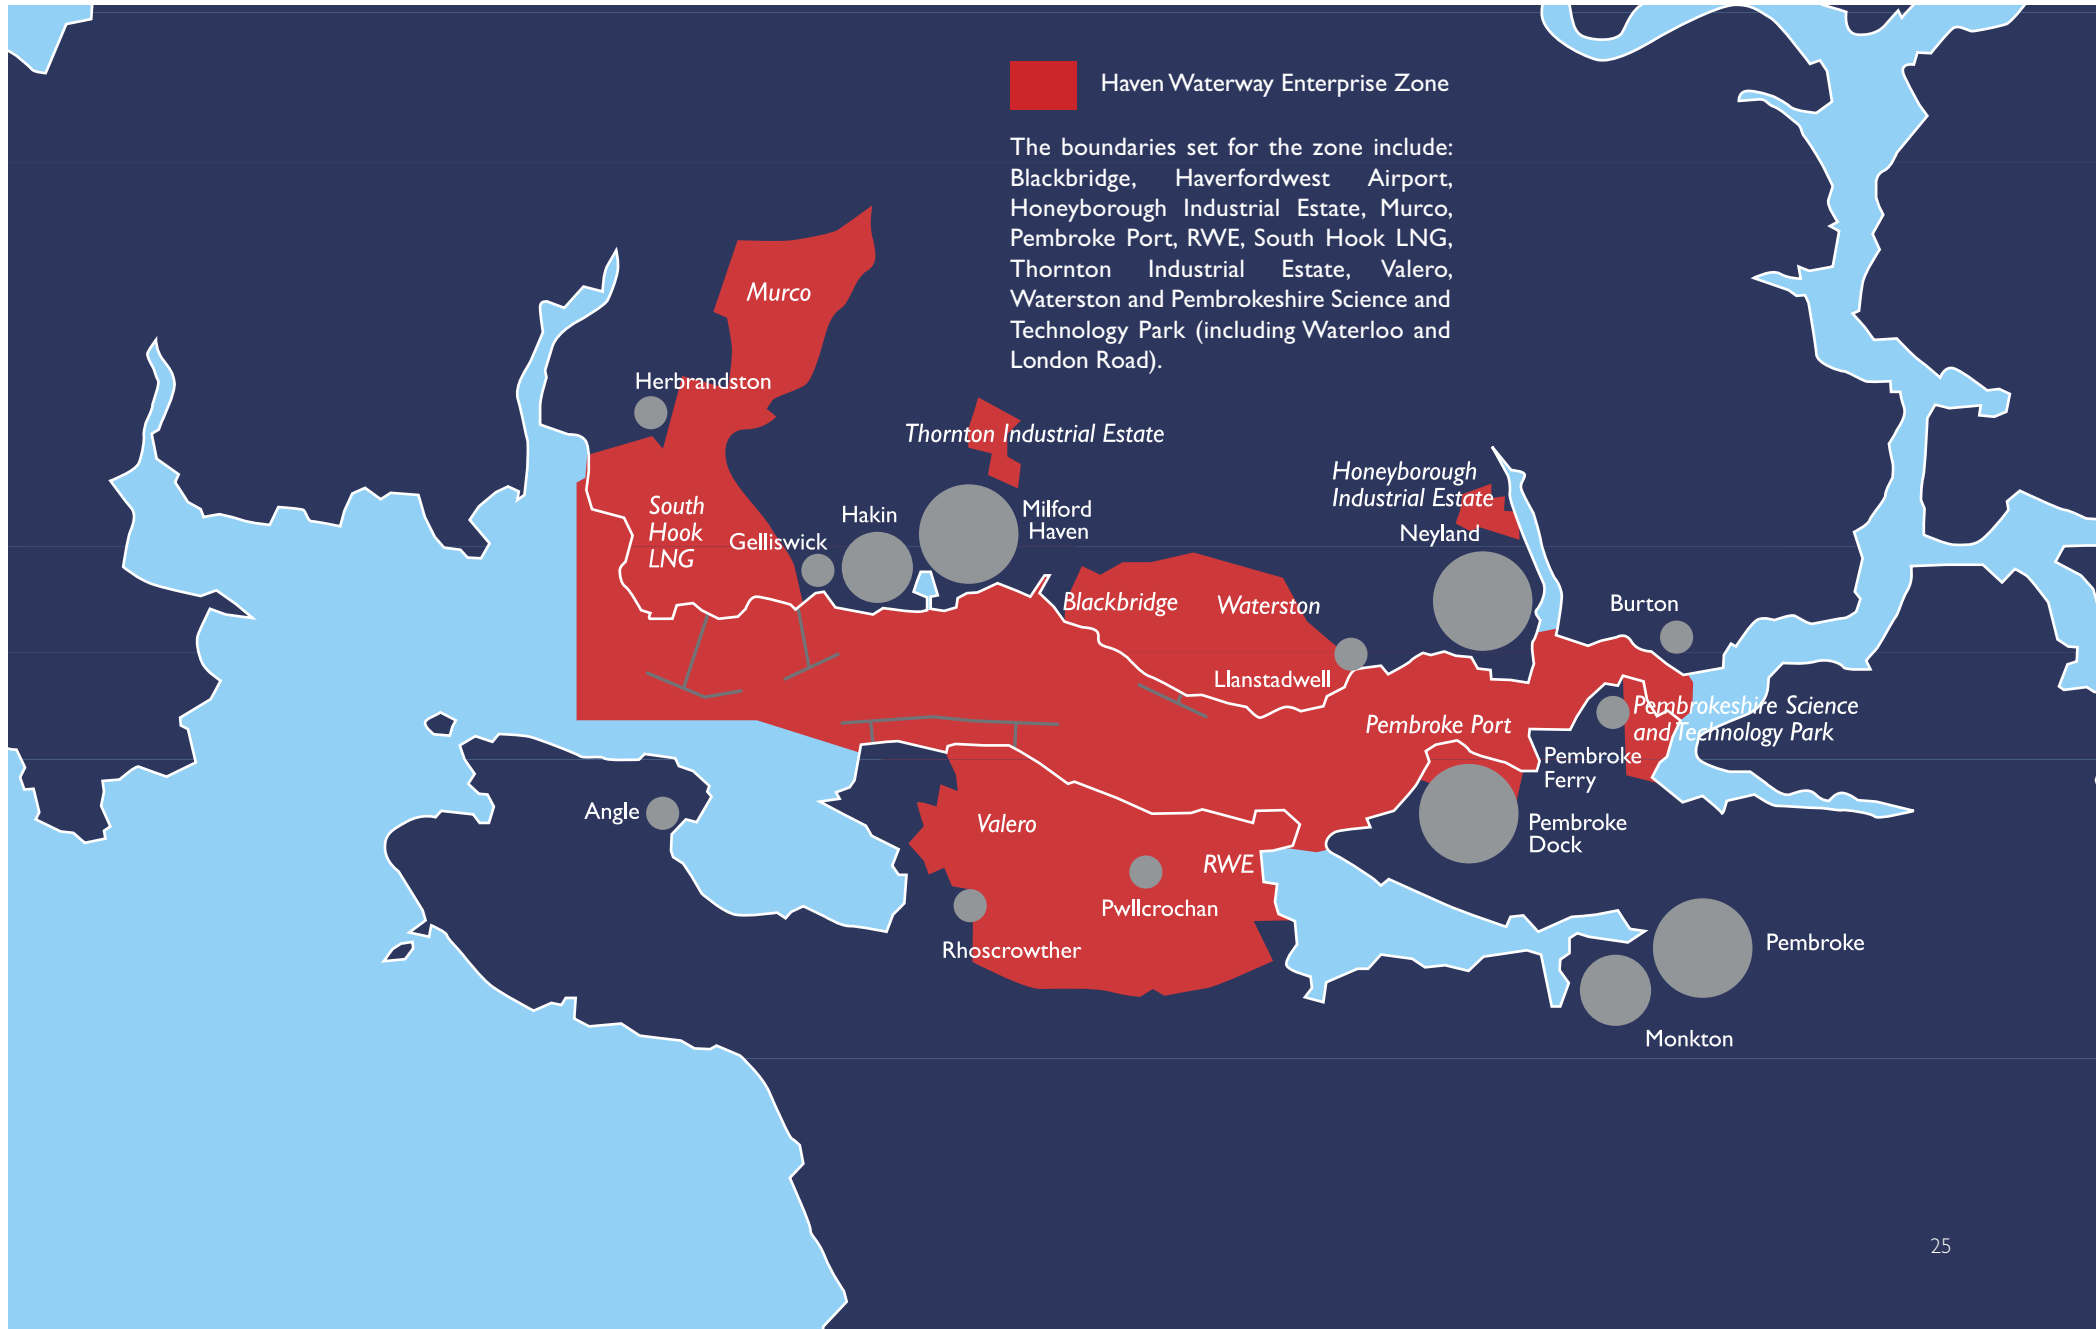 Haven Waterway Enterprise Zone
The boundaries set for the zone include:
Blackbridge, Haverfordwest Airport,
Honeyborough Industrial Estate, Murco,
Pembroke Port, RWE, South Hook LNG,
Thornton Industrial Estate, Valero,
Waterston and Pembrokeshire Science and
Technology Park (including Waterloo and
London Road).
Murco
Herbrandston
Thornton Industrial Estate
Honeyborough
Industrial Estate
South
Hook
LNG
Hakin
Milford
Haven
Gelliswick
Neyland
Blackbridge
Waterston
Burton
Llanstadwell
Pembroke Port
Pembrokeshire Science
and Technology Park
Pembroke
Ferry
Angle
Valero
Pembroke
Dock
RWE
Pwllcrochan
Rhoscrowther
Pembroke
Monkton
25